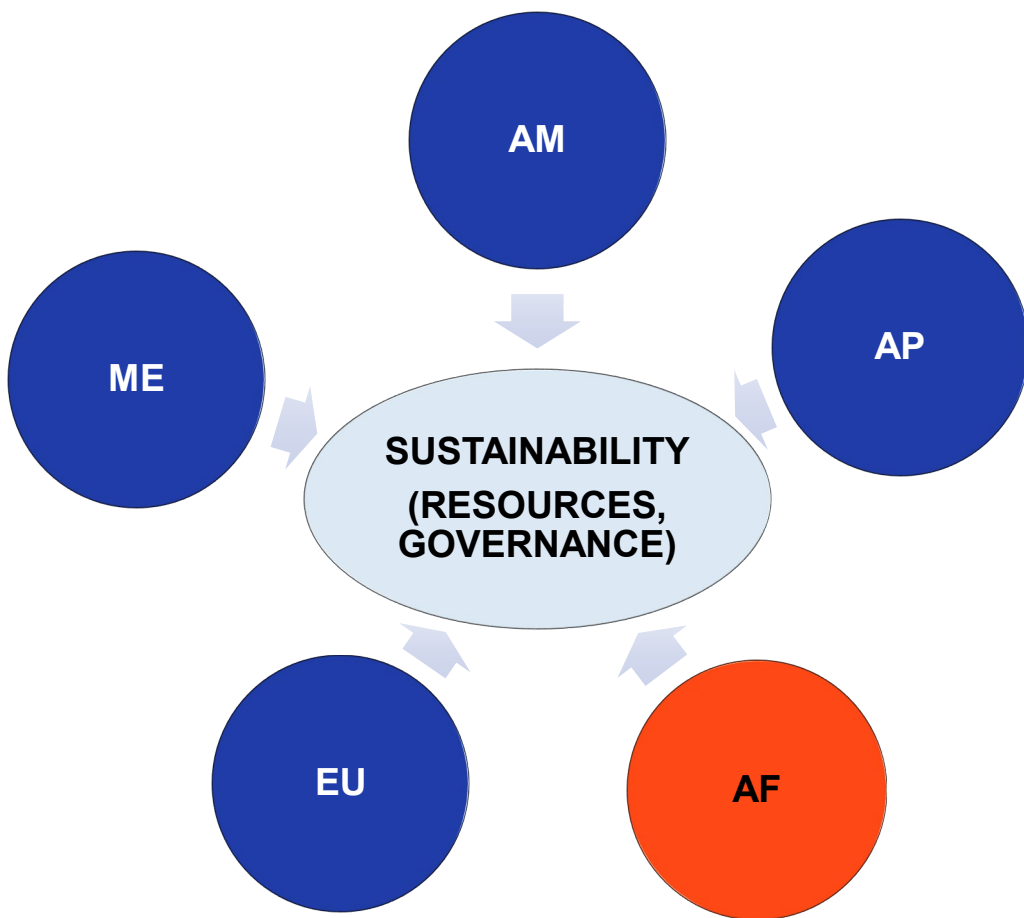 AM
AP
ME
SUSTAINABILITY
(RESOURCES,
GOVERNANCE)
EU
AF